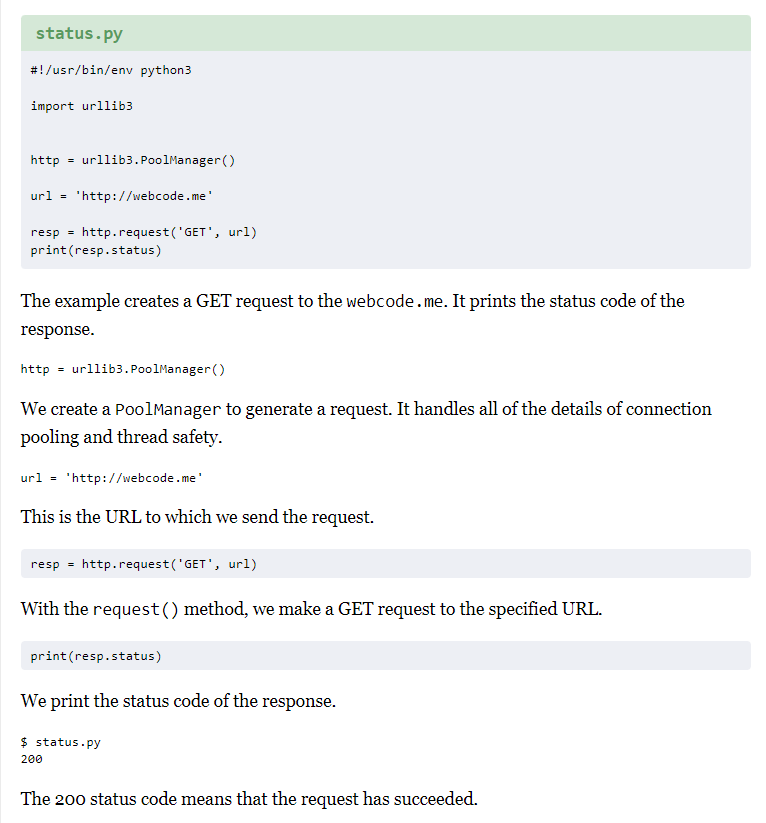 status.py
#!/usr/bin/env python3
import urllib3
http = urllib3.PoolManager()
url = 'http://webcode.me'
resp = http.request('GET', url)
print(resp.status)
The example creates a GET request to the webcode.me. It prints the status code of the
response.
http = urllib3.PoolManager()
We create a PoolManager to generate a request. It handles all of the details of connection
pooling and thread safety.
url = 'http://webcode.me'
This is the URL to which we send the request.
resp = http.request('GET', url)
With the request() method, we make a GET request to the specified URL.
print(resp.status)
We print the status code of the response.
$ status.py
200
The 200 status code means that the request has succeeded.